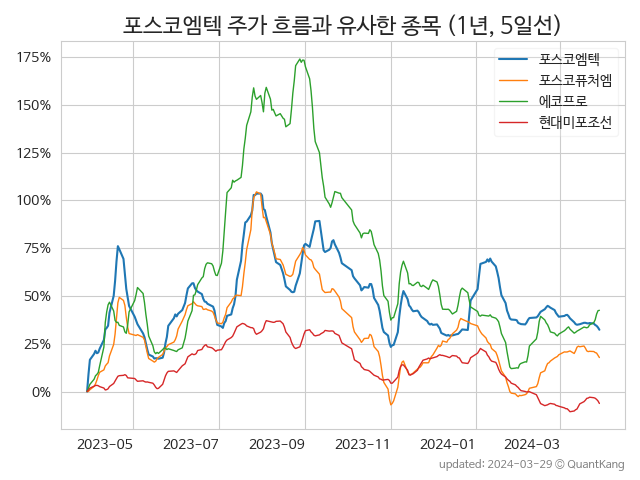 포스코엠텍 주가 흐름과 유사한 종목 (1년, 5일선)
포스코엠텍
포스코퓨처엠
에코프로
현대미포조선
175%
150%
125%
100%
75%
50%
25%
0%
2023-05 2023-07 2023-09 2023-11 2024-01 2024-03
updated: 2024-03-29 © QuantKang